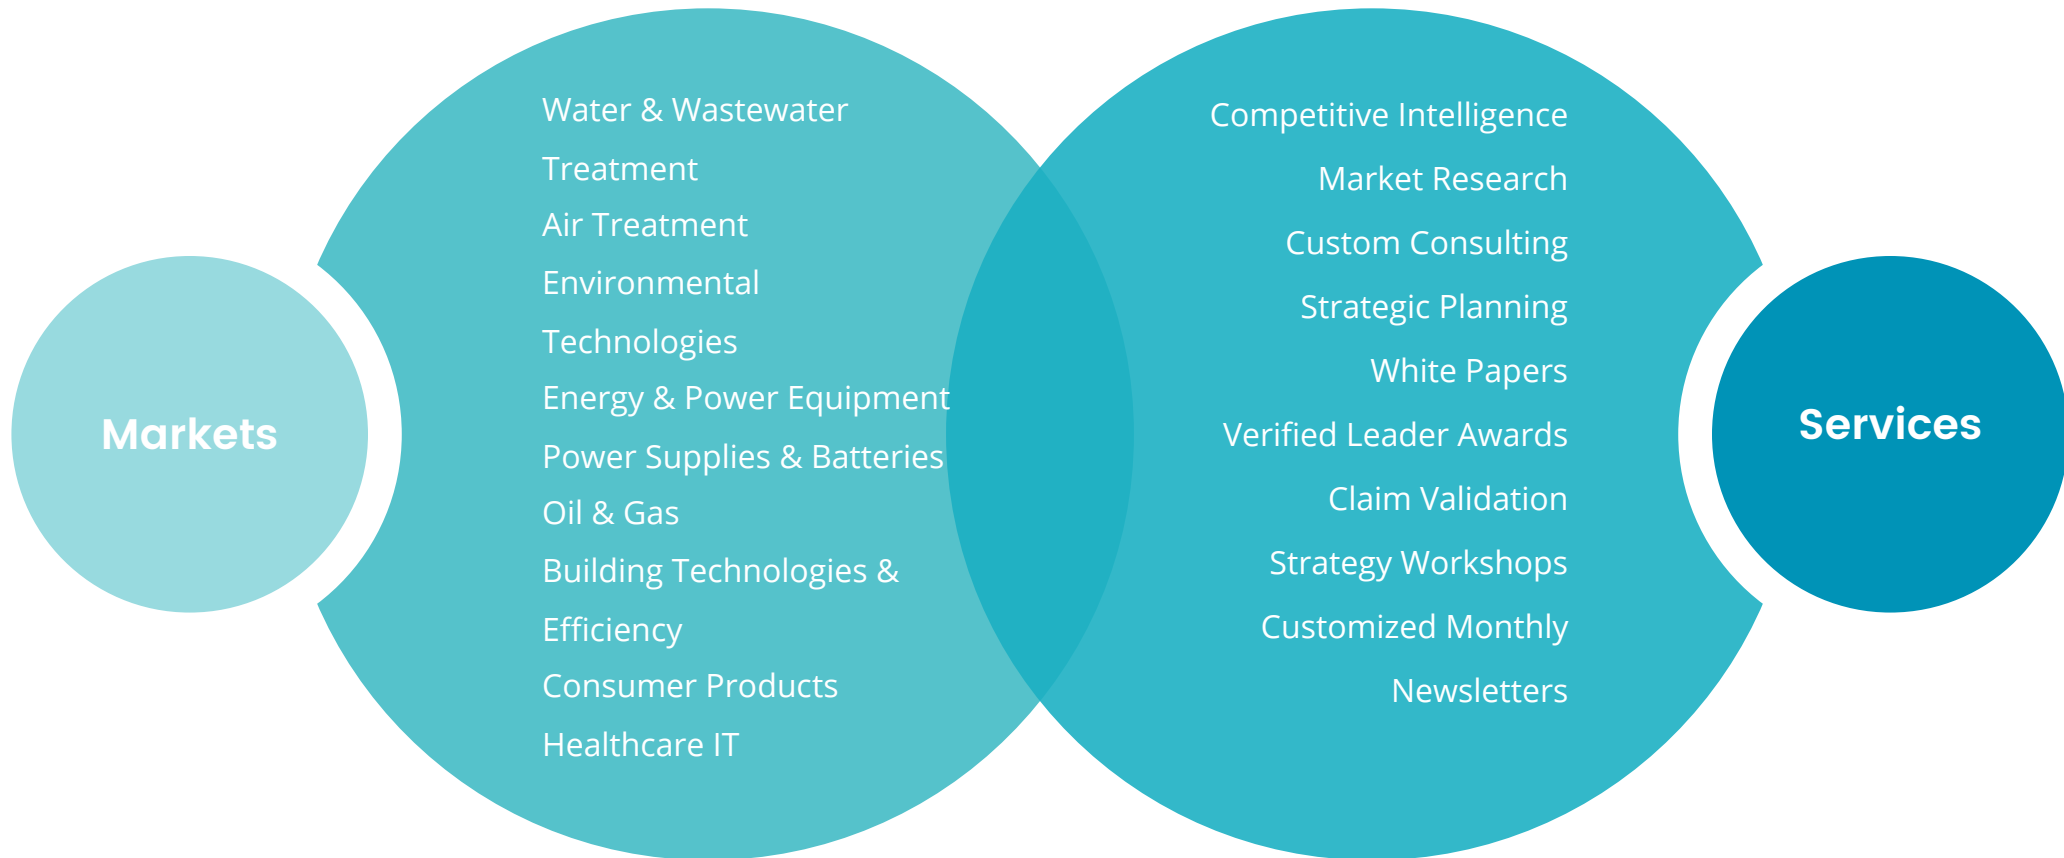 Markets
Water & Wastewater
Treatment
Air Treatment
Environmental
Technologies
Energy & Power Equipment
Power Supplies & Batteries
Oil & Gas
Building Technologies &
Efficiency
Consumer Products
Healthcare IT
Competitive Intelligence
Market Research
Custom Consulting
Strategic Planning
White Papers
Verified Leader Awards
Claim Validation
Strategy Workshops
Customized Monthly
Newsletters
Services